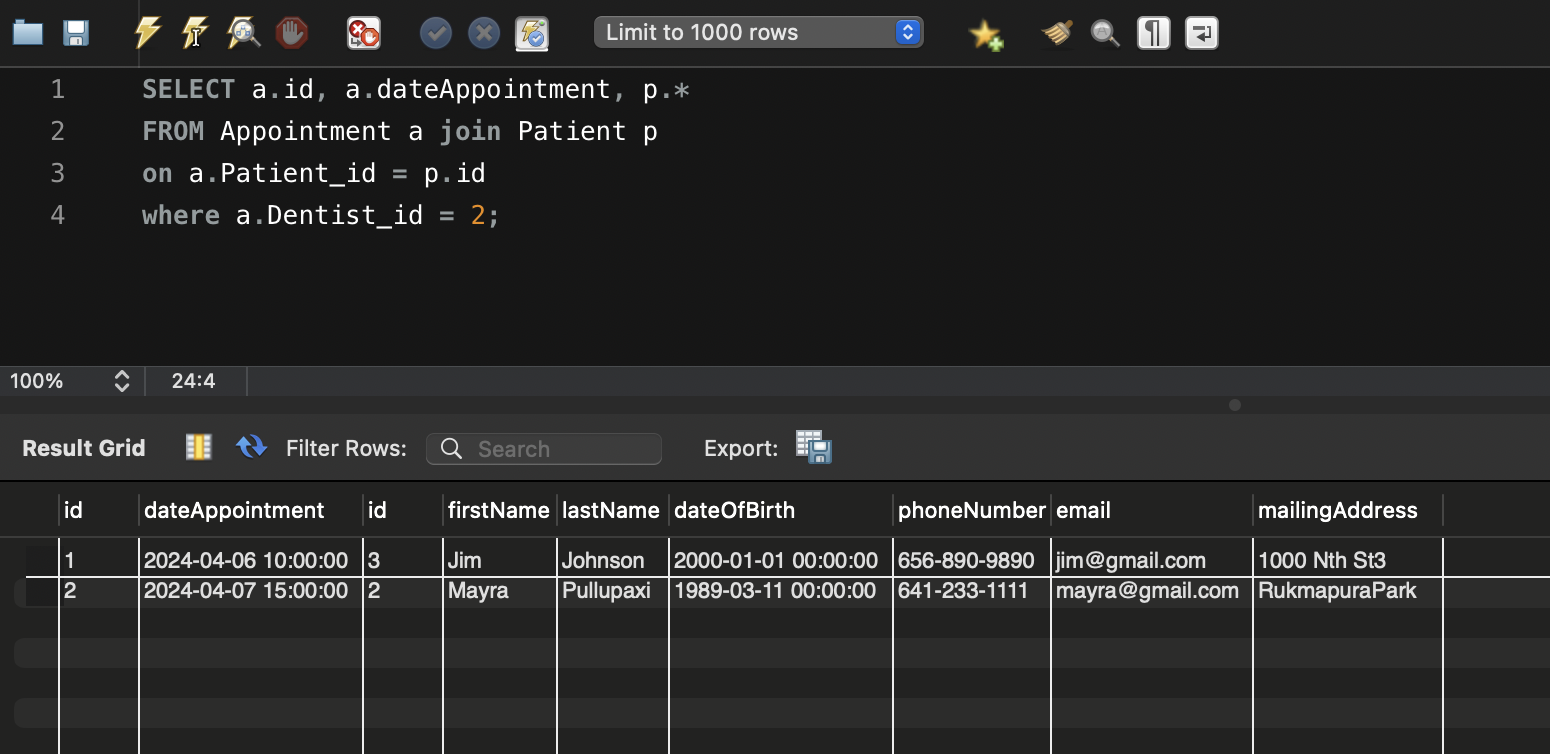 Limit to 1000 rows
1 SELECT a.id, a.dateAppointment, p.*
2 FROM Appointment a join Patient p
3 on a.Patient_id = p.id
4 where a.Dentist_id = 2;
100% 24:4
Result Grid Filter Rows: Search Export:
id dateAppointment id firstName lastName dateOfBirth phoneNumber email mailingAddress
1 2024-04-06 10:00:00 3 Jim Johnson 2000-01-01 00:00:00 656-890-9890 jim@gmail.com 1000 Nth St3
2 2024-04-07 15:00:00 2 Mayra Pullupaxi 1989-03-11 00:00:00 641-233-1111 mayra@gmail.com RukmapuraPark